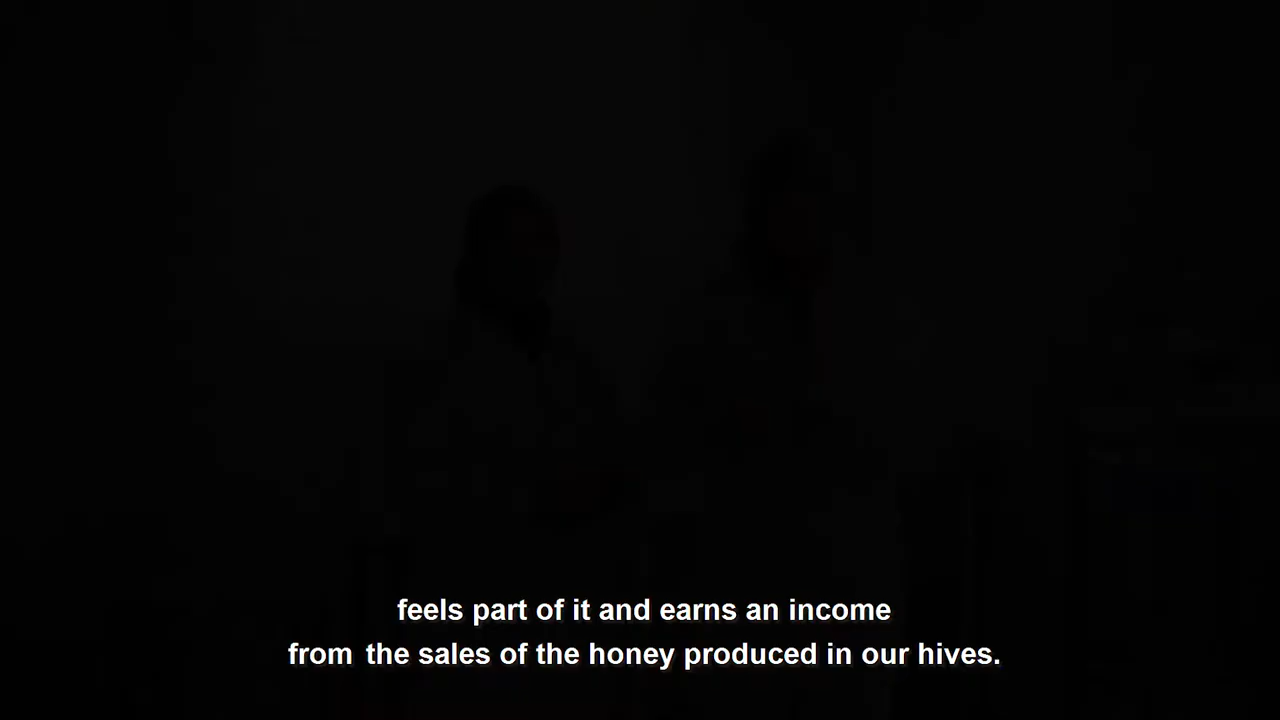 feels part of it and earns an income
from the sales of the honey produced in our hives.